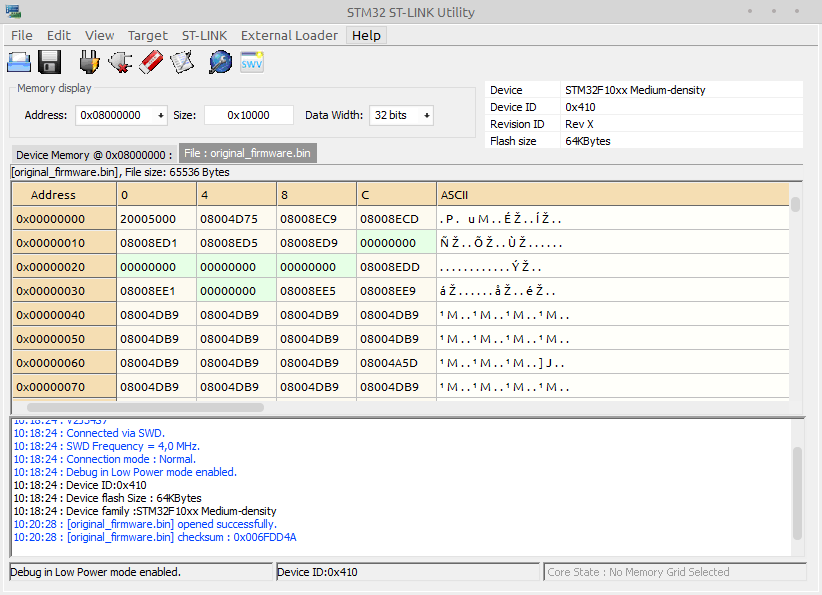 STM32 ST-LINK Utility
File Edit View Target ST-LINK External Loader Help
SWV
Memory display
Address: 0x08000000 Size: 0x10000 Data Width: 32 bits
Device STM32F10xx Medium-density
Device ID 0x410
Revision ID Rev X
Flash size 64KBytes
Device Memory @ 0x08000000 : File : original_firmware.bin
[original_firmware.bin], File size: 65536 Bytes
Address 0 4 8 C ASCII
0x00000000 20005000 08004D75 08008EC9 08008ECD .P. uM..ÉŽ..ÍŽ..
0x00000010 08008ED1 08008ED5 08008ED9 00000000 ÑŽ..ÕŽ..ÙŽ......
0x00000020 00000000 00000000 00000000 08008EDD ............ÝŽ..
0x00000030 08008EE1 00000000 08008EE5 08008EE9 áŽ......åŽ..éŽ..
0x00000040 08004DB9 08004DB9 08004DB9 08004DB9 ¹M..¹M..¹M..¹M..
0x00000050 08004DB9 08004DB9 08004DB9 08004DB9 ¹M..¹M..¹M..¹M..
0x00000060 08004DB9 08004DB9 08004DB9 08004A5D ¹M..¹M..¹M..]J..
0x00000070 08004DB9 08004DB9 08004DB9 08004DB9 ¹M..¹M..¹M..¹M..
10:18:24 : V2J34S7
10:18:24 : Connected via SWD.
10:18:24 : SWD Frequency = 4,0 MHz.
10:18:24 : Connection mode : Normal.
10:18:24 : Debug in Low Power mode enabled.
10:18:24 : Device ID:0x410
10:18:24 : Device flash Size : 64KBytes
10:18:24 : Device family :STM32F10xx Medium-density
10:20:28 : [original_firmware.bin] opened successfully.
10:20:28 : [original_firmware.bin] checksum : 0x006FDD4A
Debug in Low Power mode enabled. Device ID:0x410 Core State : No Memory Grid Selected